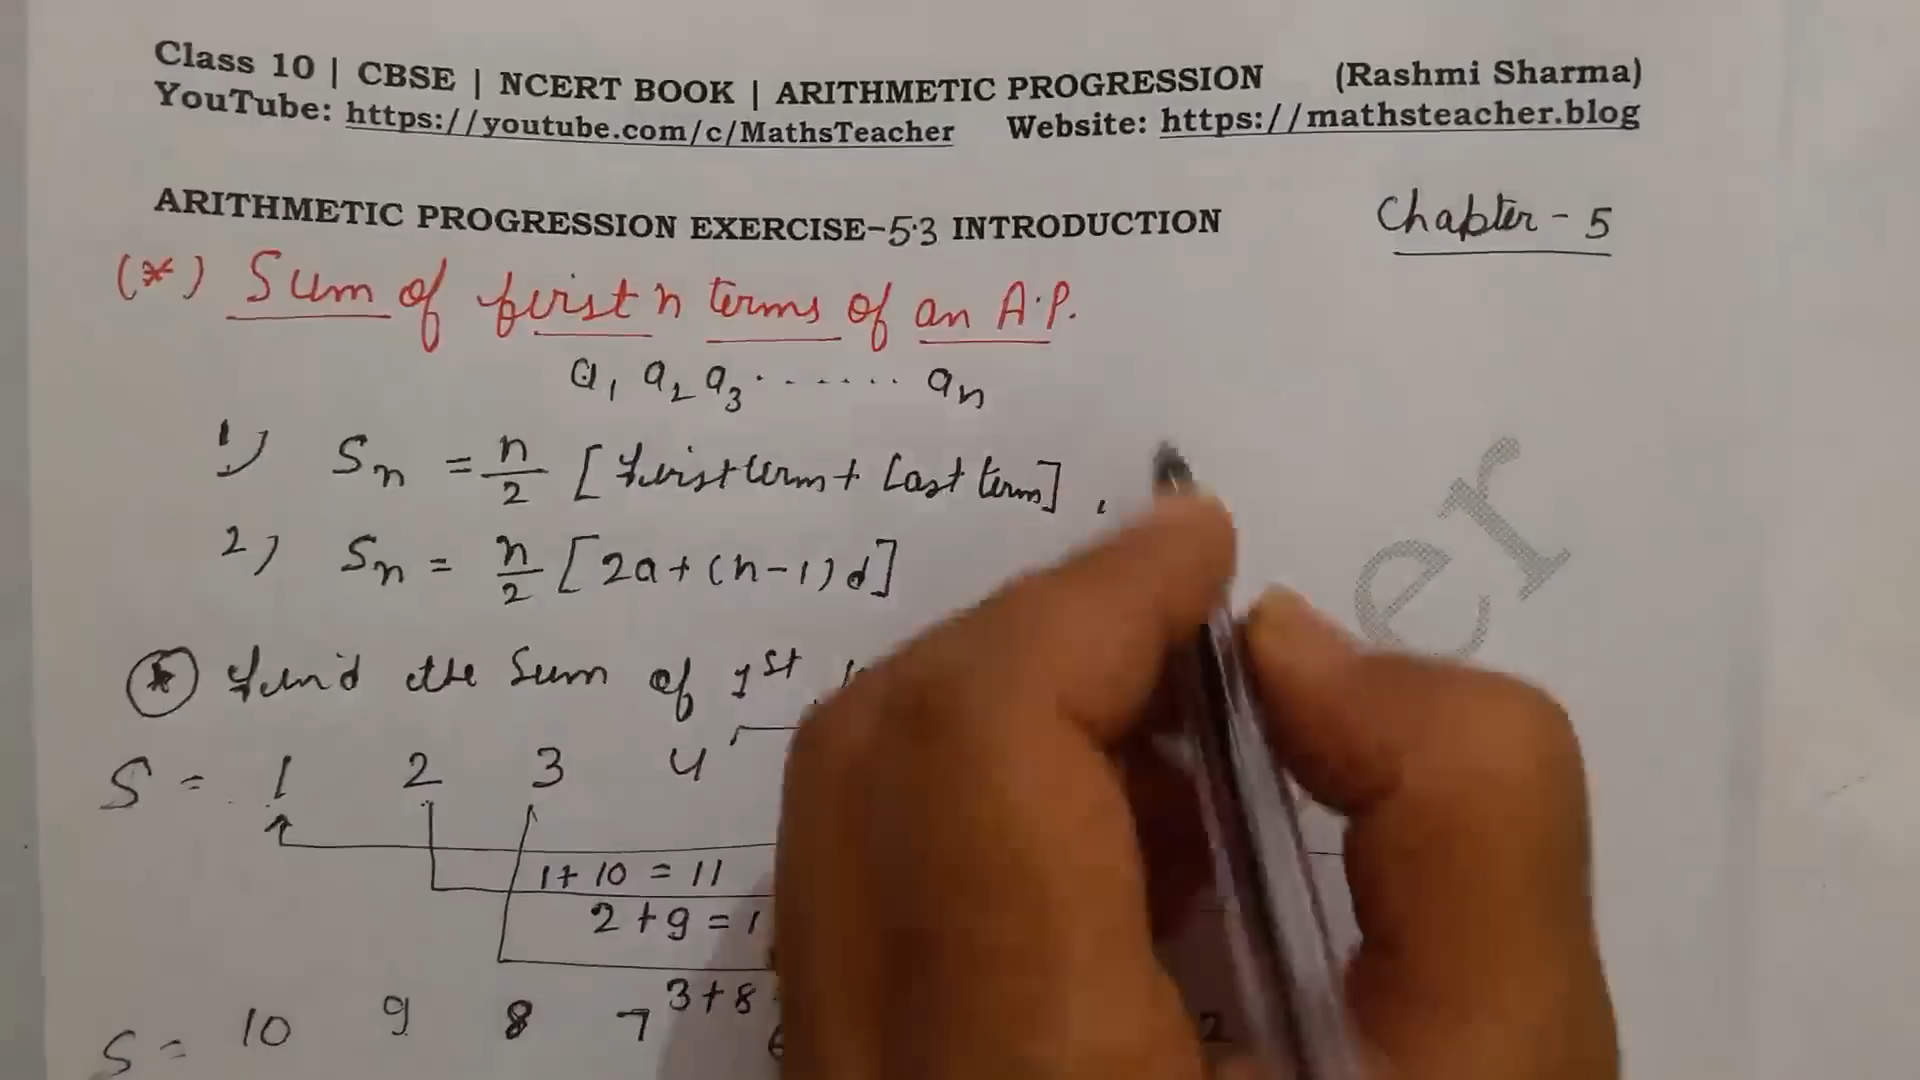 Class 10 | CBSE | NCERT BOOK | ARITHMETIC PROGRESSION (Rashmi Sharma)
YouTube: https://youtube.com/c/MathsTeacher Website: https://mathsteacher.blog
ARITHMETIC PROGRESSION EXERCISE-5.3 INTRODUCTION Chapter - 5
(*) Sum of first n terms of an A.P.
a₁ a₂ a₃ ....... aₙ
1) Sₙ = n/2 [first term + Last term],
2) Sₙ = n/2 [2a + (n-1)d]
er
* Find the Sum of 1st
S = 1 2 3 4
1 + 10 = 11
2 + 9 = 1
3 + 8
S = 10 9 8 7 2